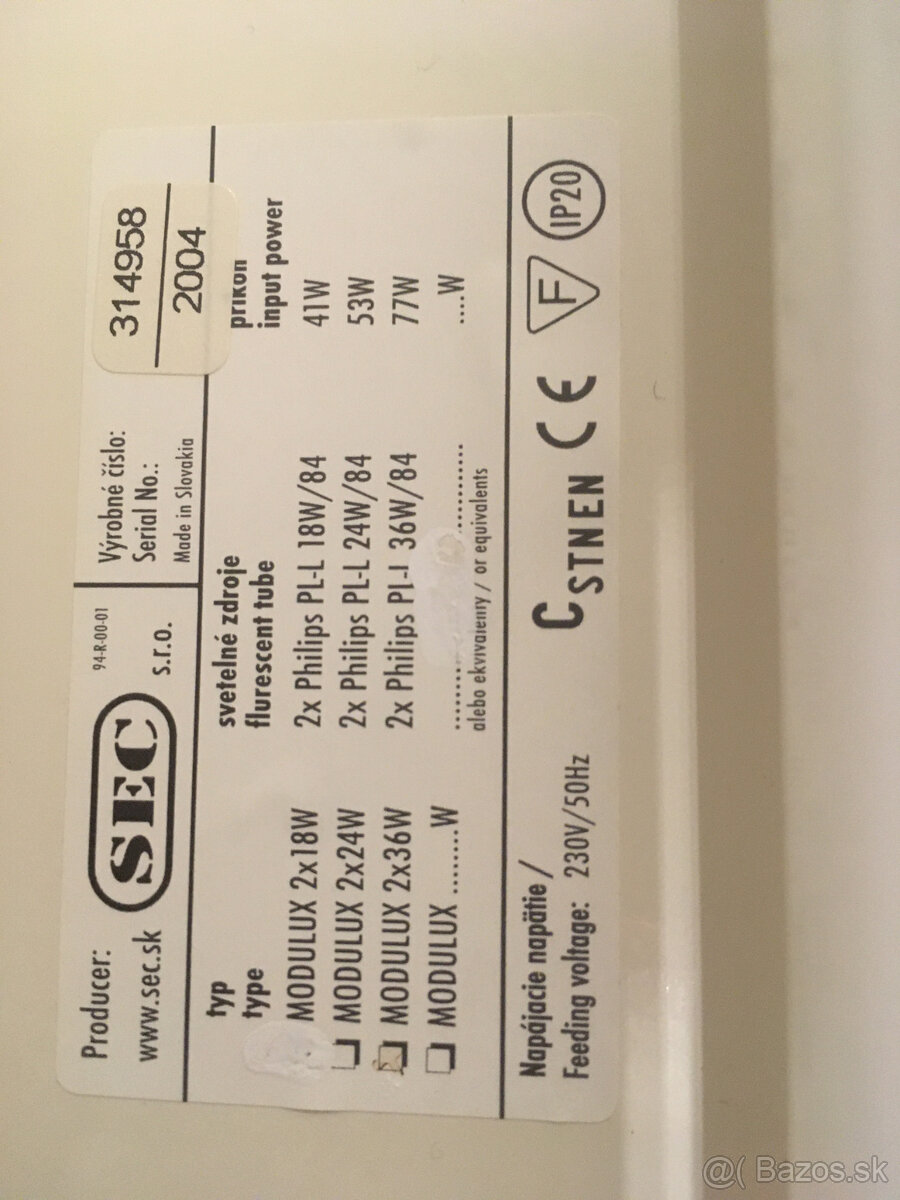 Producer:
www.sec.sk
SEC
94-R-00-01
s.r.o.
Výrobné číslo:
Serial No.:
Made in Slovakia
314958
2004
typ
type
svetelné zdroje
flurescent tube
príkon
input power
MODULUX 2x18W 2x Philips PL-L 18W/84 41W
MODULUX 2x24W 2x Philips PL-L 24W/84 53W
MODULUX 2x36W 2x Philips PL-L 36W/84 77W
MODULUX ........W .................... ....W
alebo ekvivalenty / or equivalents
Napájacie napätie /
Feeding voltage: 230V/50Hz
CSTNEN CE F IP20
@( Bazos.sk